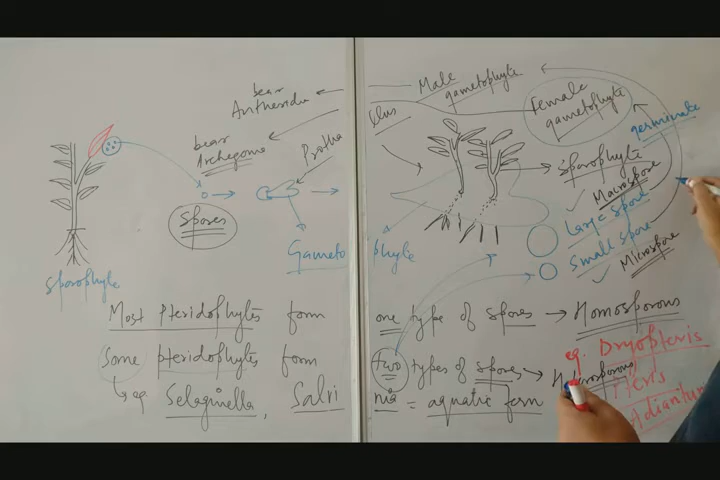 Male gametophyte
bear Antheridia
Female gametophyte
bear Archegonia
germinate
Protha
llus
Sporophyte
Macrospore
Large spore
Small spore
Microspore
Spores
Gameto phyte
Sporophyte
Most Pteridophytes form one type of spores → Homosporous
Some pteridophytes form two types of spores →
eg. Selaginella, Salvi nia = aquatic fern
eg. Dryopteris
Pteris
Adiantum